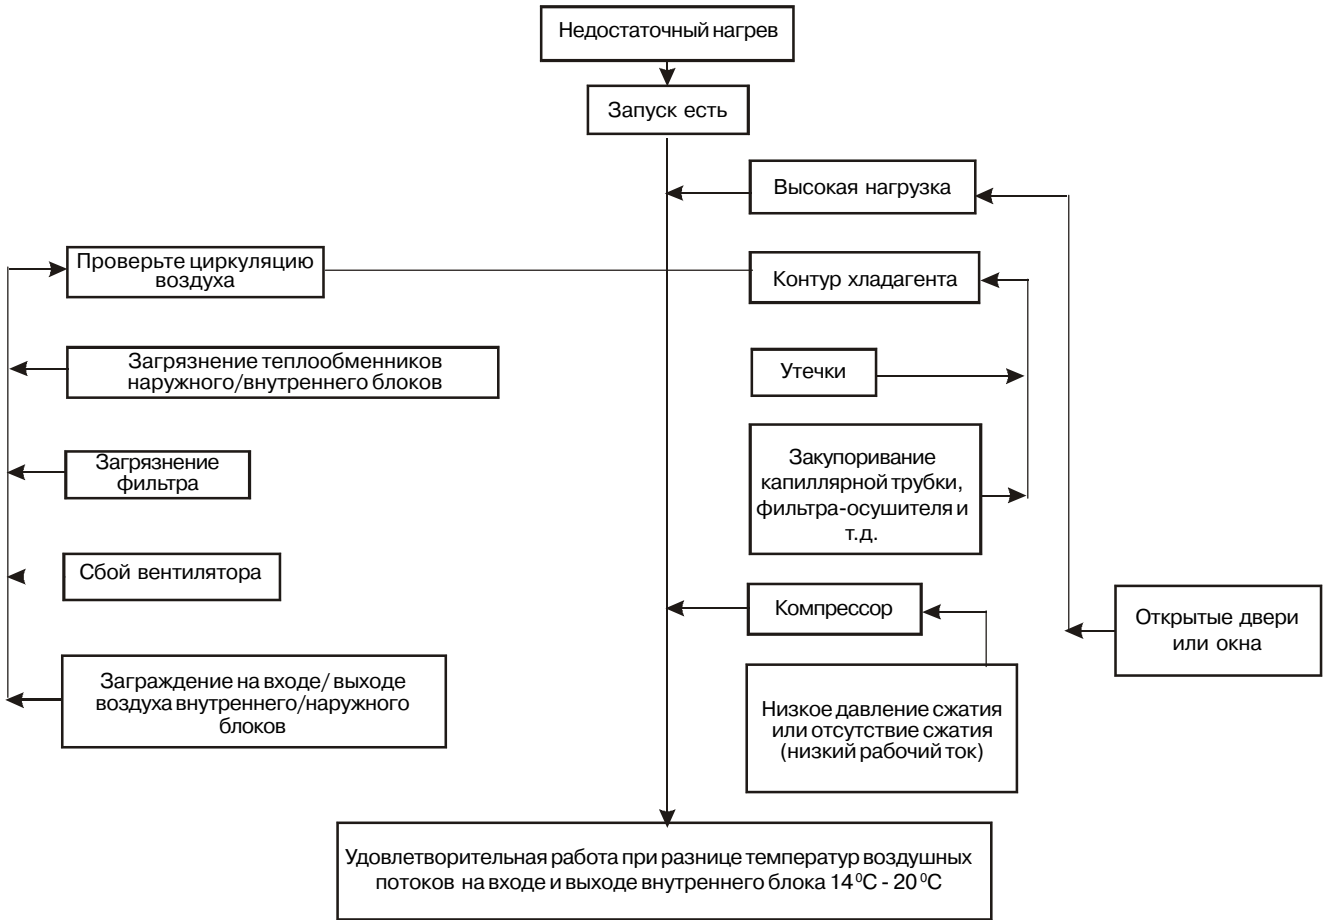 Недостаточный нагрев
Запуск есть
Высокая нагрузка
Проверьте циркуляцию
воздуха
Контур хладагента
Загрязнение теплообменников
наружного/внутреннего блоков
Утечки
Загрязнение
фильтра
Закупоривание
капиллярной трубки,
фильтра-осушителя и
т.д.
Сбой вентилятора
Компрессор
Открытые двери
или окна
Заграждение на входе/ выходе
воздуха внутреннего/наружного
блоков
Низкое давление сжатия
или отсутствие сжатия
(низкий рабочий ток)
Удовлетворительная работа при разнице температур воздушных
потоков на входе и выходе внутреннего блока 14⁰C - 20⁰C